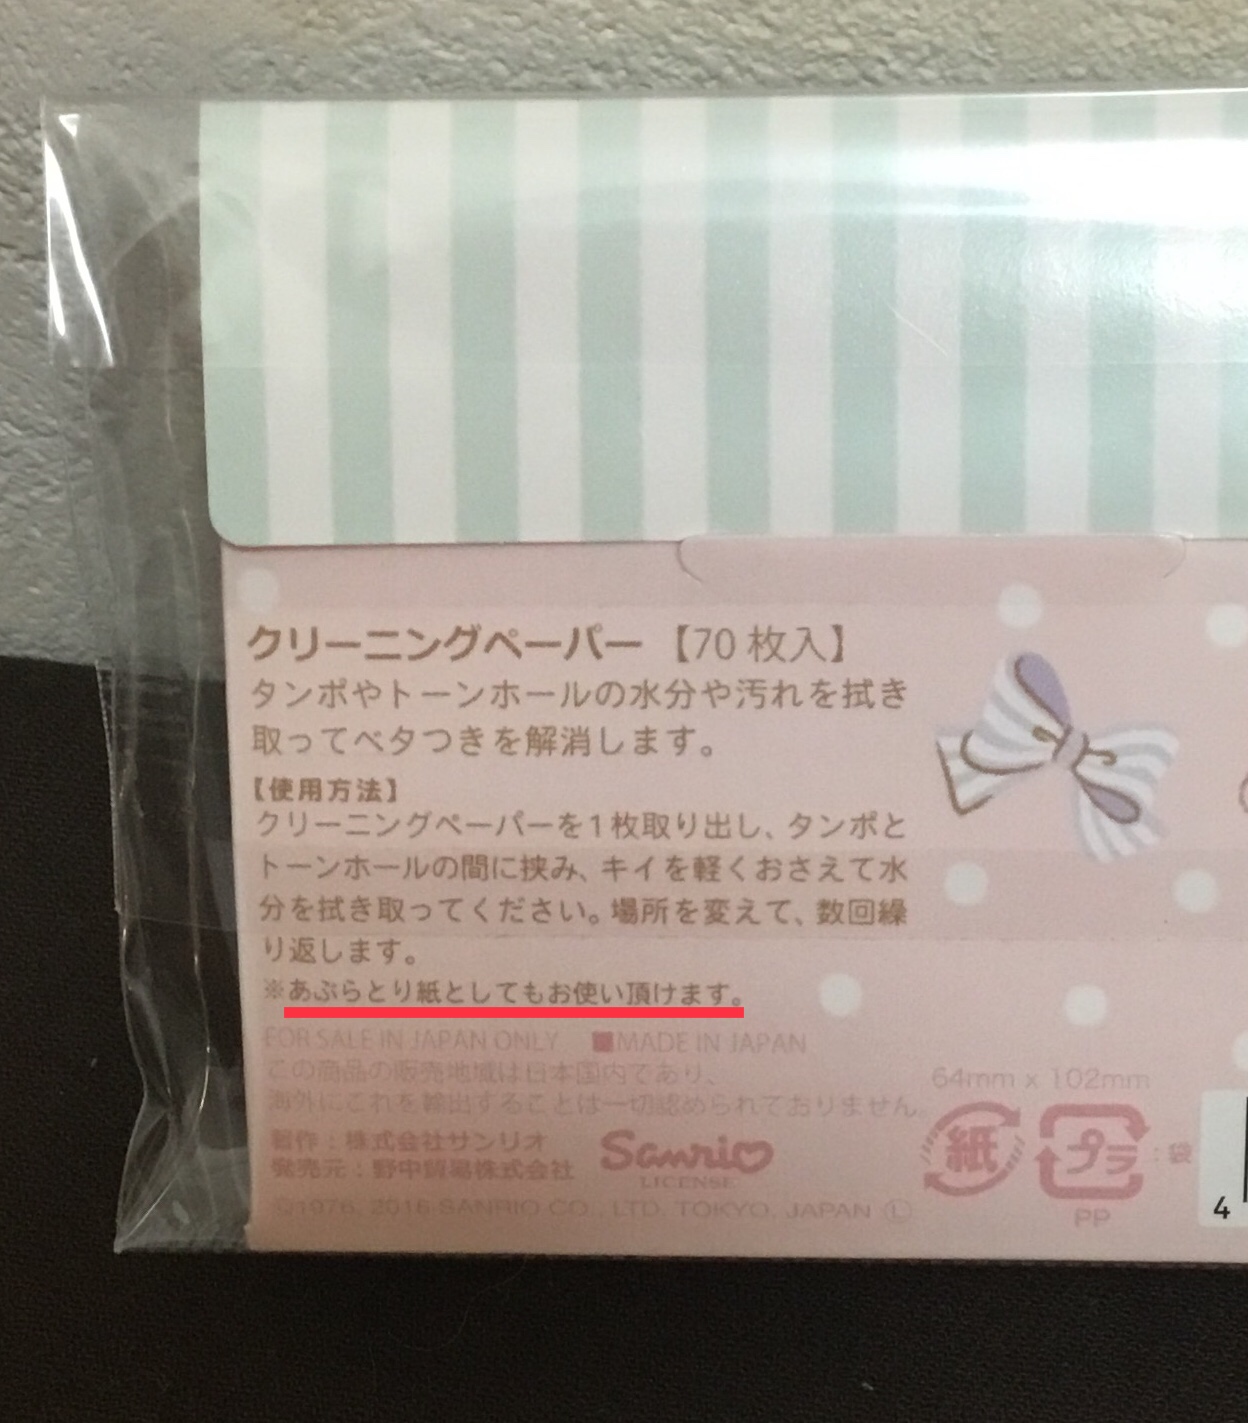 クリーニングペーパー【70枚入】
タンポやトーンホールの水分や汚れを拭き
取ってベタつきを解消します。
【使用方法】
クリーニングペーパーを1枚取り出し、タンポと
トーンホールの間に挟み、キイを軽くおさえて水
分を拭き取ってください。場所を変えて、数回繰
り返します。
※あぶらとり紙としてもお使い頂けます。
FOR SALE IN JAPAN ONLY ■MADE IN JAPAN
この商品の販売地域は日本国内であり、
海外にこれを輸出することは一切認められておりません。
64mm x 102mm
著作：株式会社サンリオ
発売元：野中貿易株式会社
Sanrio
LICENSE
紙
プラ：袋
PP
©1976, 2016 SANRIO CO., LTD. TOKYO, JAPAN Ⓛ
4